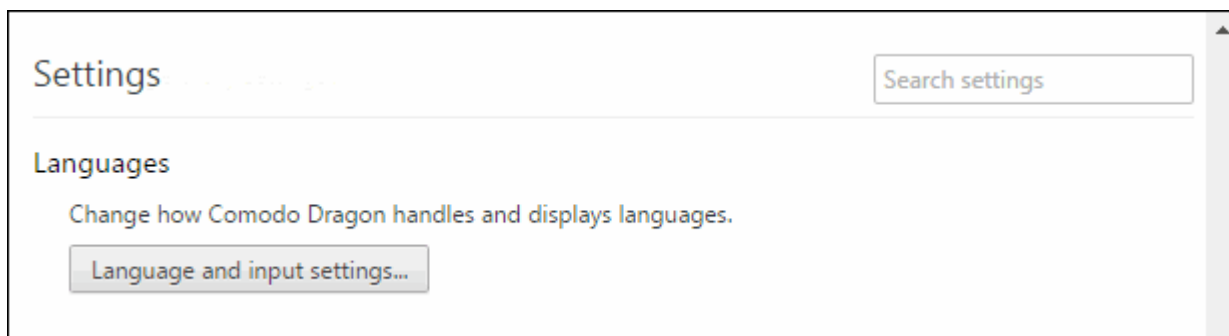 Settings
Search settings
Languages
Change how Comodo Dragon handles and displays languages.
Language and input settings...